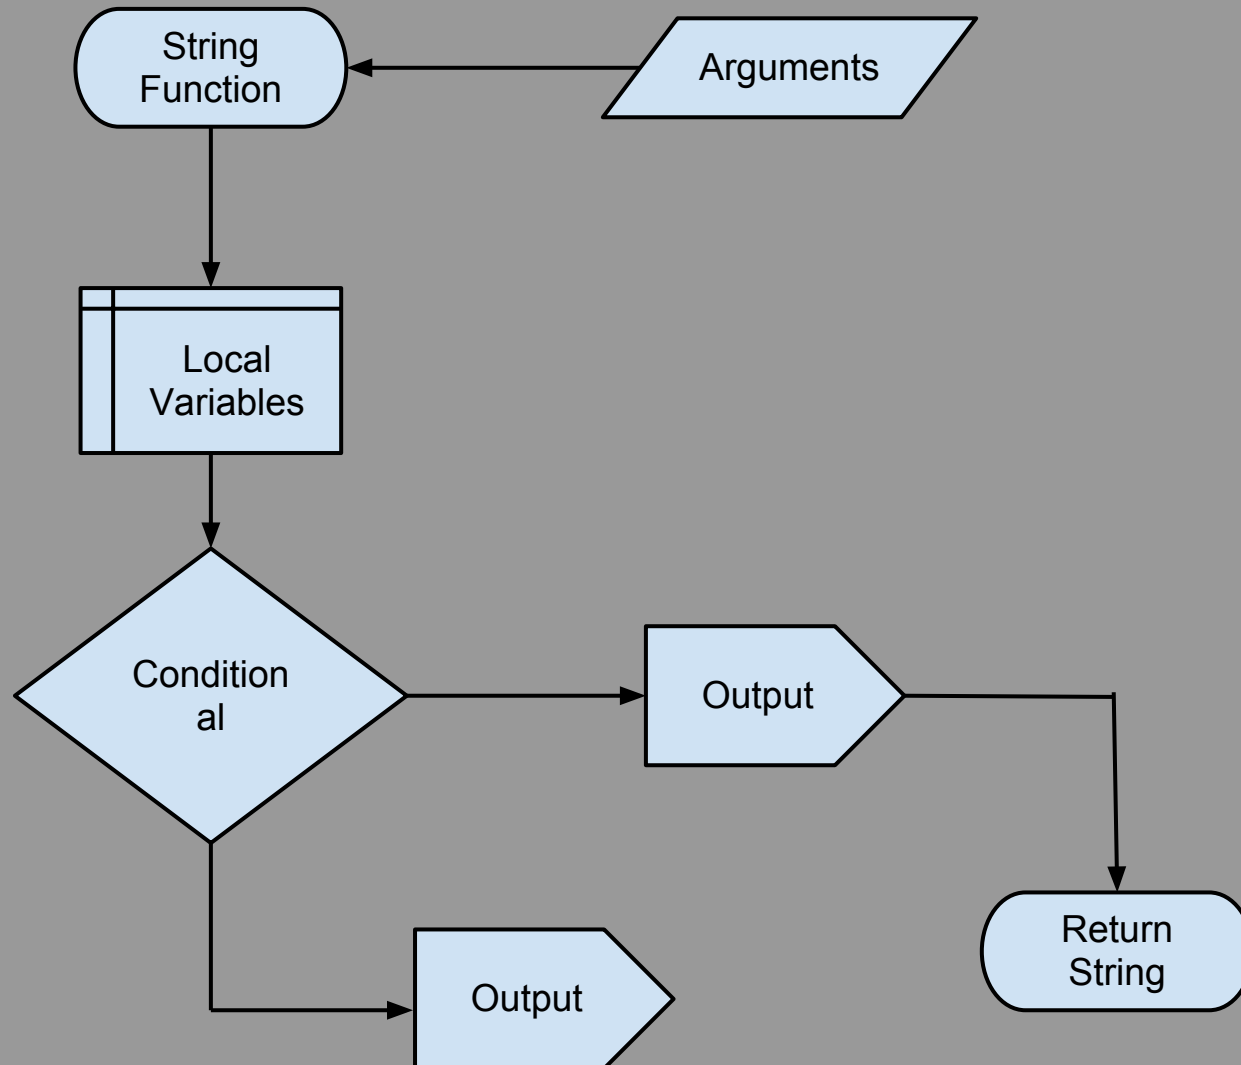 String
Function
Arguments
Local
Variables
Condition
al
Output
Return
String
Output